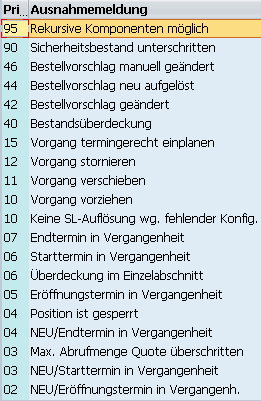 Pri... Ausnahmemeldung
95 Rekursive Komponenten möglich
90 Sicherheitsbestand unterschritten
46 Bestellvorschlag manuell geändert
44 Bestellvorschlag neu aufgelöst
42 Bestellvorschlag geändert
40 Bestandsüberdeckung
15 Vorgang termingerecht einplanen
12 Vorgang stornieren
11 Vorgang verschieben
10 Vorgang vorziehen
10 Keine SL-Auflösung wg. fehlender Konfig.
07 Endtermin in Vergangenheit
06 Starttermin in Vergangenheit
06 Überdeckung im Einzelabschnitt
05 Eröffnungstermin in Vergangenheit
04 Position ist gesperrt
04 NEU/Endtermin in Vergangenheit
03 Max. Abrufmenge Quote überschritten
03 NEU/Starttermin in Vergangenheit
02 NEU/Eröffnungstermin in Vergangenh.